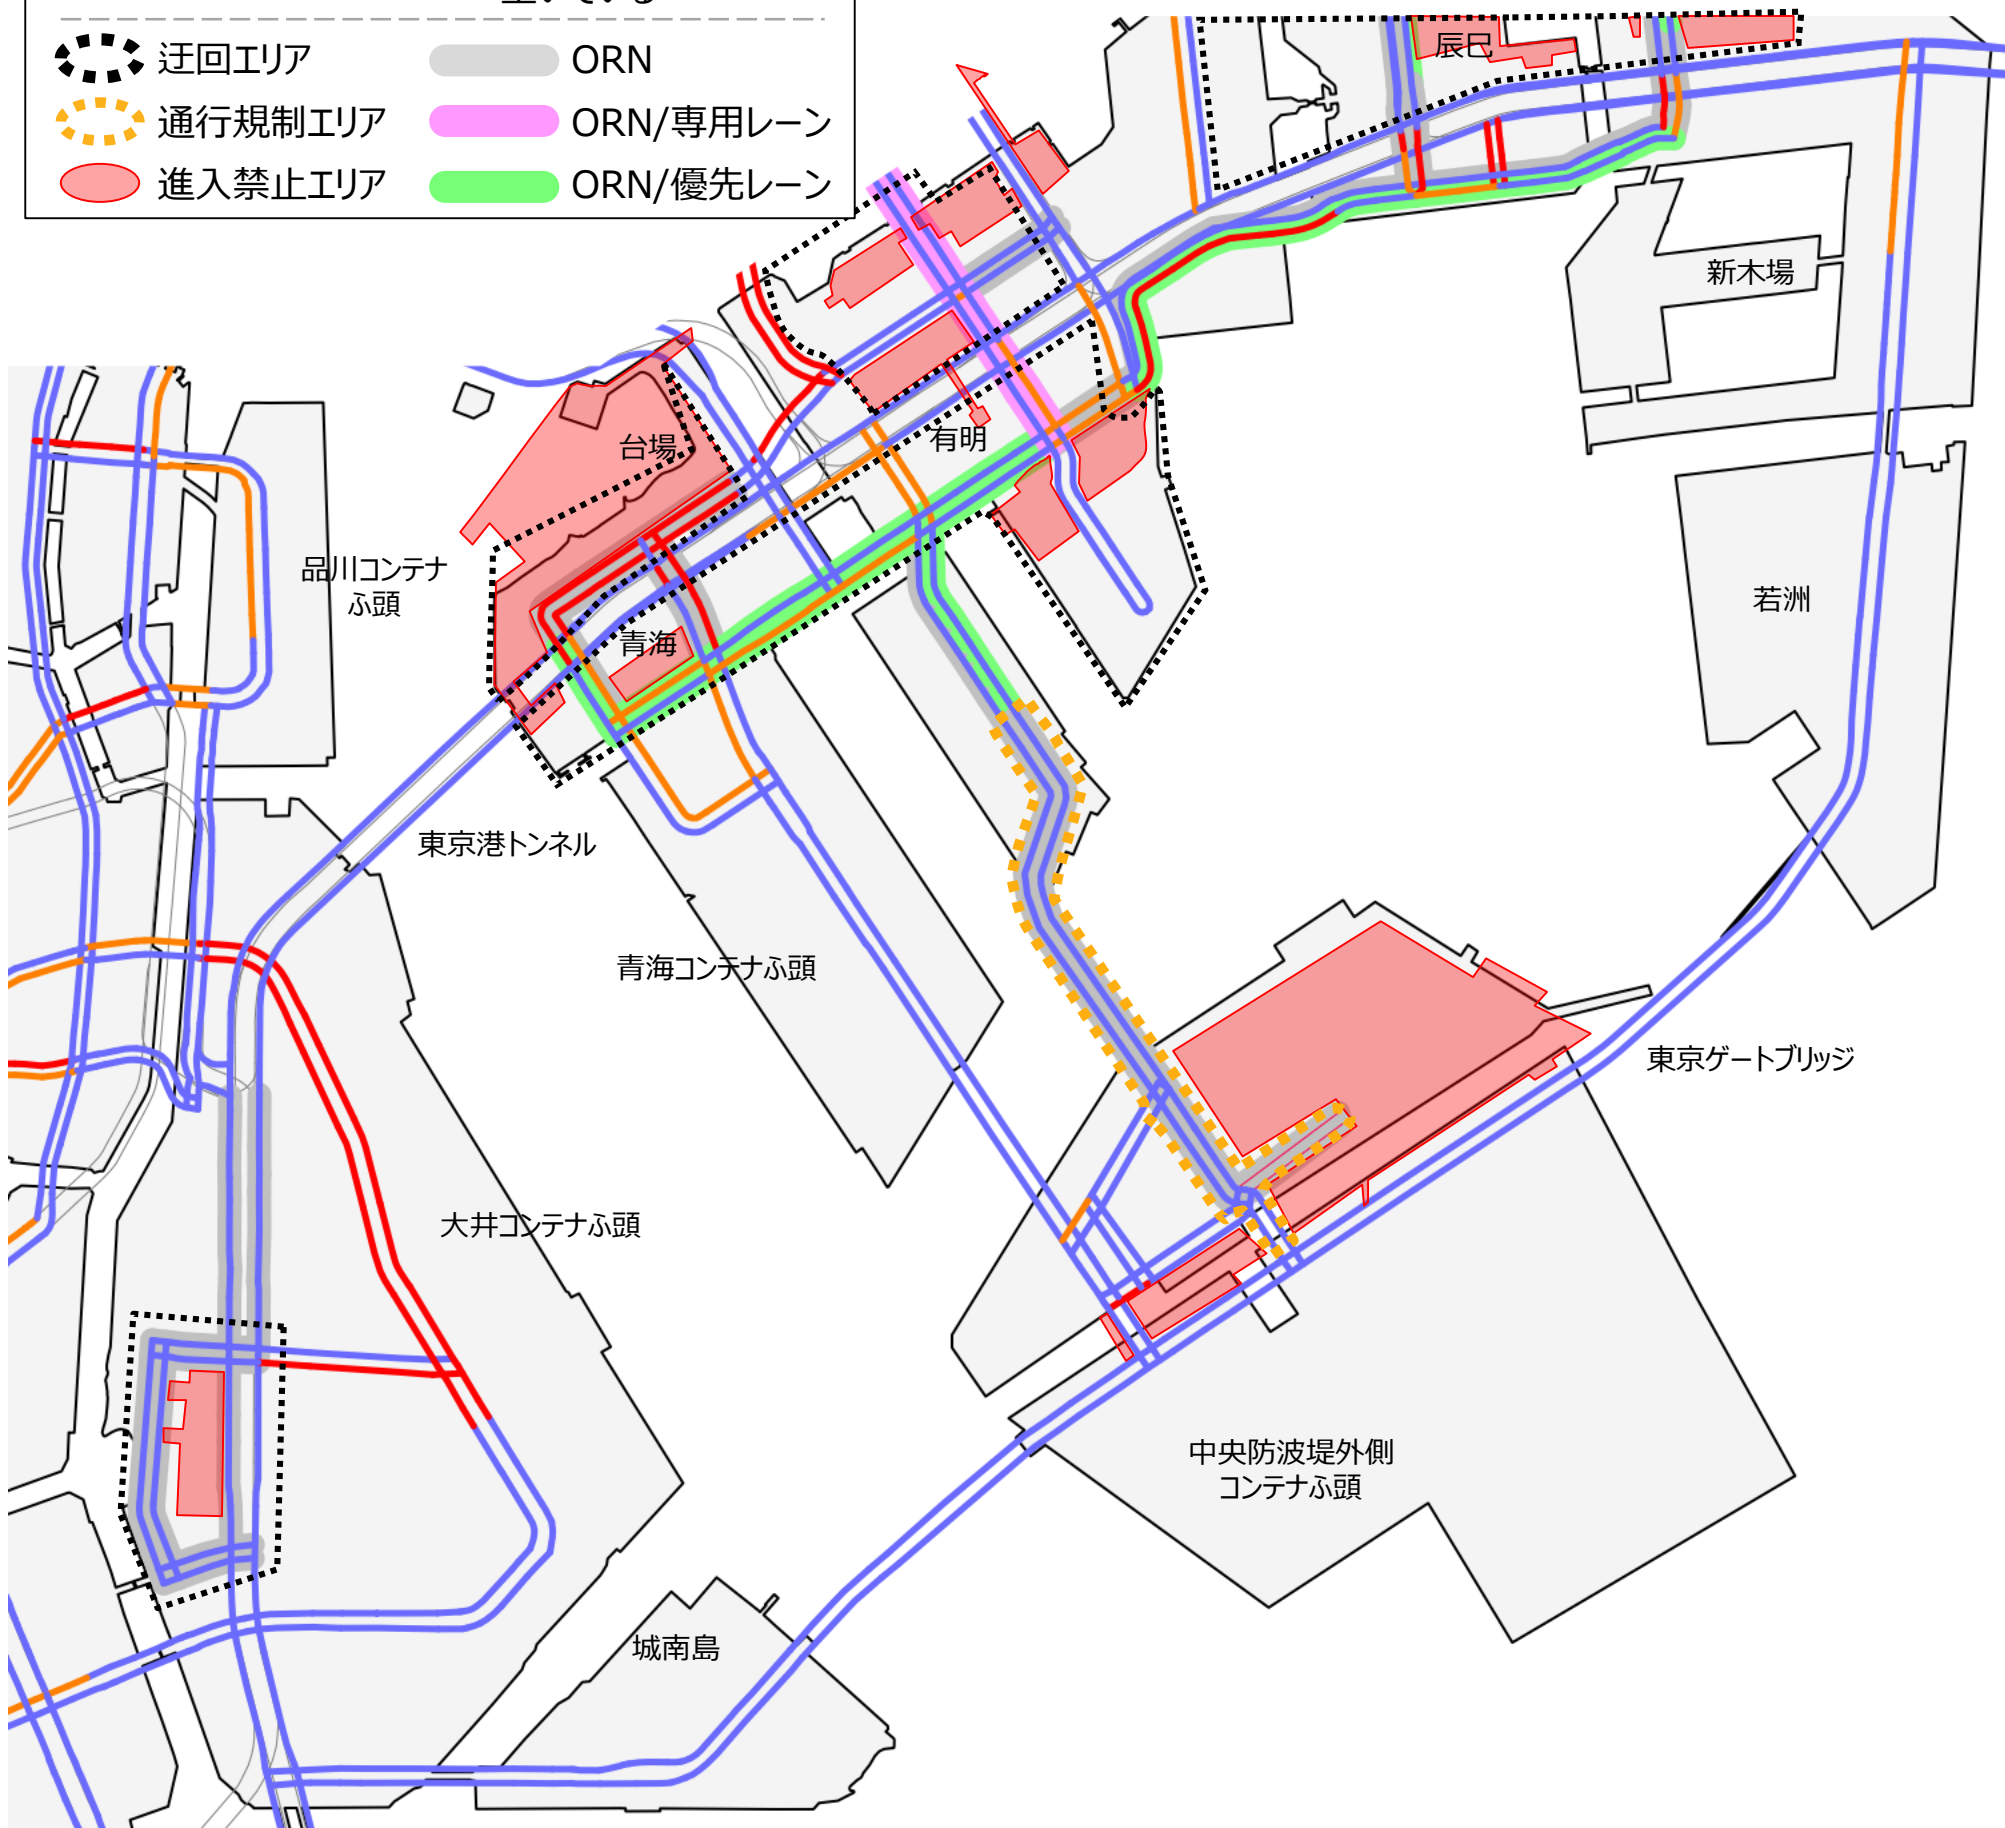 空いている
迂回エリア
ORN
通行規制エリア
ORN/専用レーン
進入禁止エリア
ORN/優先レーン
辰巳
新木場
台場
有明
品川コンテナ
ふ頭
若洲
青海
東京港トンネル
青海コンテナふ頭
東京ゲートブリッジ
大井コンテナふ頭
中央防波堤外側
コンテナふ頭
城南島